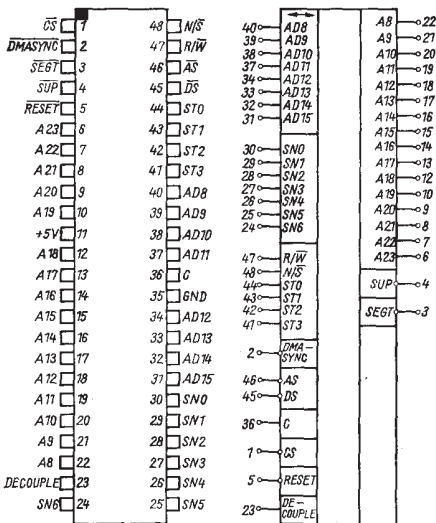 C̅S̅ 1 48 N/S̅
D̅M̅A̅S̅Y̅N̅C̅ 2 47 R/W̅
S̅E̅G̅T̅ 3 46 A̅S̅
S̅U̅P̅ 4 45 D̅S̅
R̅E̅S̅E̅T̅ 5 44 ST0
A23 6 43 ST1
A22 7 42 ST2
A21 8 41 ST3
A20 9 40 AD8
A19 10 39 AD9
+5V 11 38 AD10
A18 12 37 AD11
A17 13 36 C
A16 14 35 GND
A15 15 34 AD12
A14 16 33 AD13
A13 17 32 AD14
A12 18 31 AD15
A11 19 30 SN0
A10 20 29 SN1
A9 21 28 SN2
A8 22 27 SN3
DECOUPLE 23 26 SN4
SN6 24 25 SN5
40 AD8
39 AD9
38 AD10
37 AD11
34 AD12
33 AD13
32 AD14
31 AD15
30 SN0
29 SN1
28 SN2
27 SN3
26 SN4
25 SN5
24 SN6
47 R/W̅
48 N/S̅
44 ST0
43 ST1
42 ST2
41 ST3
2 DMA-
SYNC
46 AS
45 DS
36 C
1 CS
5 RESET
23 DE-
COUPLE
A8 22
A9 21
A10 20
A11 19
A12 18
A13 17
A14 16
A15 15
A16 14
A17 13
A18 12
A19 10
A20 9
A21 8
A22 7
A23 6
SUP 4
SEGT 3